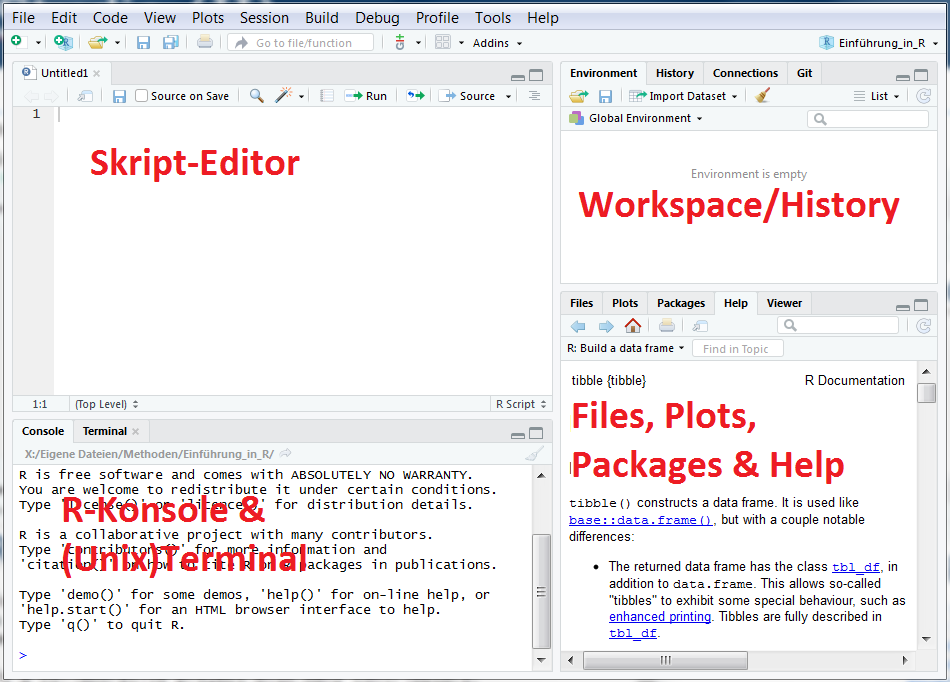 File Edit Code View Plots Session Build Debug Profile Tools Help
Go to file/function Addins Einführung_in_R
Untitled1
Source on Save Run Source
1
Skript-Editor
1:1 (Top Level) R Script
Console Terminal
X:/Eigene Dateien/Methoden/Einführung_in_R/
R is free software and comes with ABSOLUTELY NO WARRANTY.
You are welcome to redistribute it under certain conditions.
Type 'license()' or 'licence()' for distribution details.
R-Konsole &
R is a collaborative project with many contributors.
Type 'contributors()' for more information and
(Unix)Terminal
'citation()' on how to cite R or R packages in publications.
Type 'demo()' for some demos, 'help()' for on-line help, or
'help.start()' for an HTML browser interface to help.
Type 'q()' to quit R.
>
Environment History Connections Git
Import Dataset List
Global Environment
Environment is empty
Workspace/History
Files Plots Packages Help Viewer
R: Build a data frame Find in Topic
tibble {tibble} R Documentation
Files, Plots,
Packages & Help
tibble() constructs a data frame. It is used like
base::data.frame(), but with a couple notable
differences:
• The returned data frame has the class tbl_df, in
addition to data.frame. This allows so-called
"tibbles" to exhibit some special behaviour, such as
enhanced printing. Tibbles are fully described in
tbl_df.